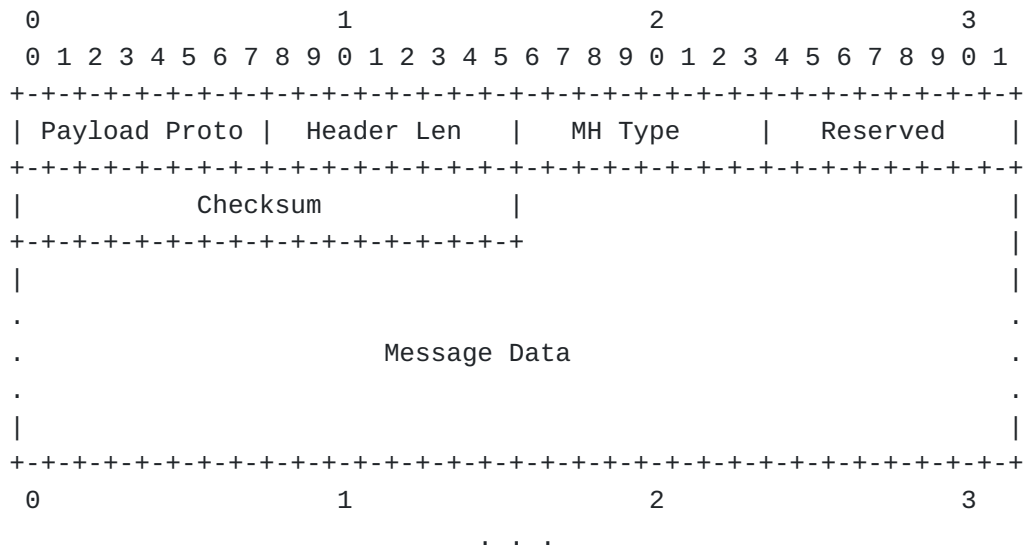 0                   1                   2                   3
 0 1 2 3 4 5 6 7 8 9 0 1 2 3 4 5 6 7 8 9 0 1 2 3 4 5 6 7 8 9 0 1
+-+-+-+-+-+-+-+-+-+-+-+-+-+-+-+-+-+-+-+-+-+-+-+-+-+-+-+-+-+-+-+-+
| Payload Proto |  Header Len   |   MH Type     |   Reserved    |
+-+-+-+-+-+-+-+-+-+-+-+-+-+-+-+-+-+-+-+-+-+-+-+-+-+-+-+-+-+-+-+-+
|           Checksum            |                               |
+-+-+-+-+-+-+-+-+-+-+-+-+-+-+-+-+                               |
|                                                               |
.                                                               .
.                       Message Data                            .
.                                                               .
|                                                               |
+-+-+-+-+-+-+-+-+-+-+-+-+-+-+-+-+-+-+-+-+-+-+-+-+-+-+-+-+-+-+-+-+
 0                   1                   2                   3
                              . . .